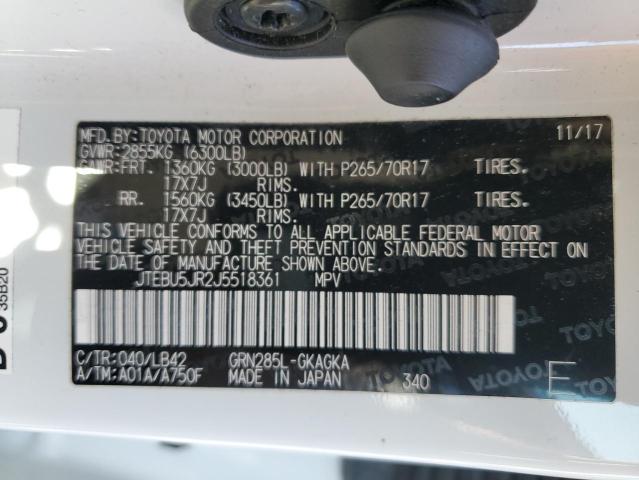 MFD. BY: TOYOTA MOTOR CORPORATION 11/17
GVWR: 2855KG (6300LB)
GAWR: FRT. 1360KG (3000LB) WITH P265/70R17 TIRES.
17X7J RIMS.
RR. 1560KG (3450LB) WITH P265/70R17 TIRES.
17X7J RIMS.
THIS VEHICLE CONFORMS TO ALL APPLICABLE FEDERAL MOTOR
VEHICLE SAFETY AND THEFT PREVENTION STANDARDS IN EFFECT ON
THE DATE OF MANUFACTURE SHOWN ABOVE.
JTEBU5JR2J5518361 MPV
C/TR: 040/LB42 GRN285L-GKAGKA
A/TM: A01A/A750F MADE IN JAPAN 340 E
35B20